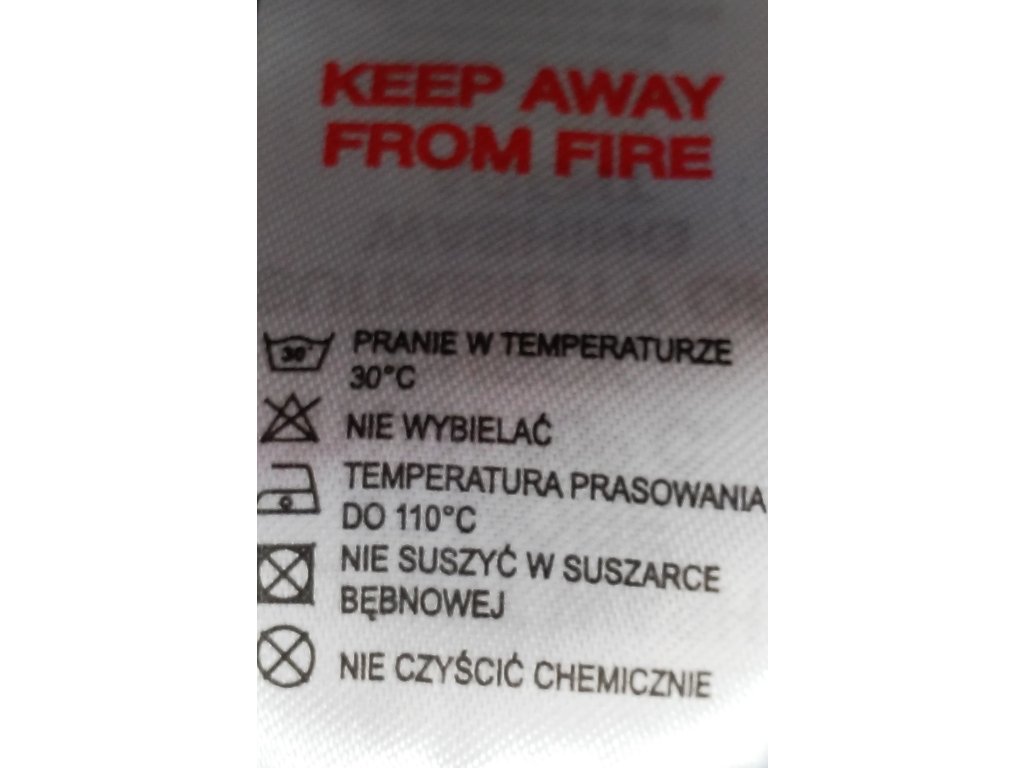 KEEP AWAY
FROM FIRE
30° PRANIE W TEMPERATURZE
30°C
NIE WYBIELAĆ
TEMPERATURA PRASOWANIA
DO 110°C
NIE SUSZYĆ W SUSZARCE
BĘBNOWEJ
NIE CZYŚCIĆ CHEMICZNIE